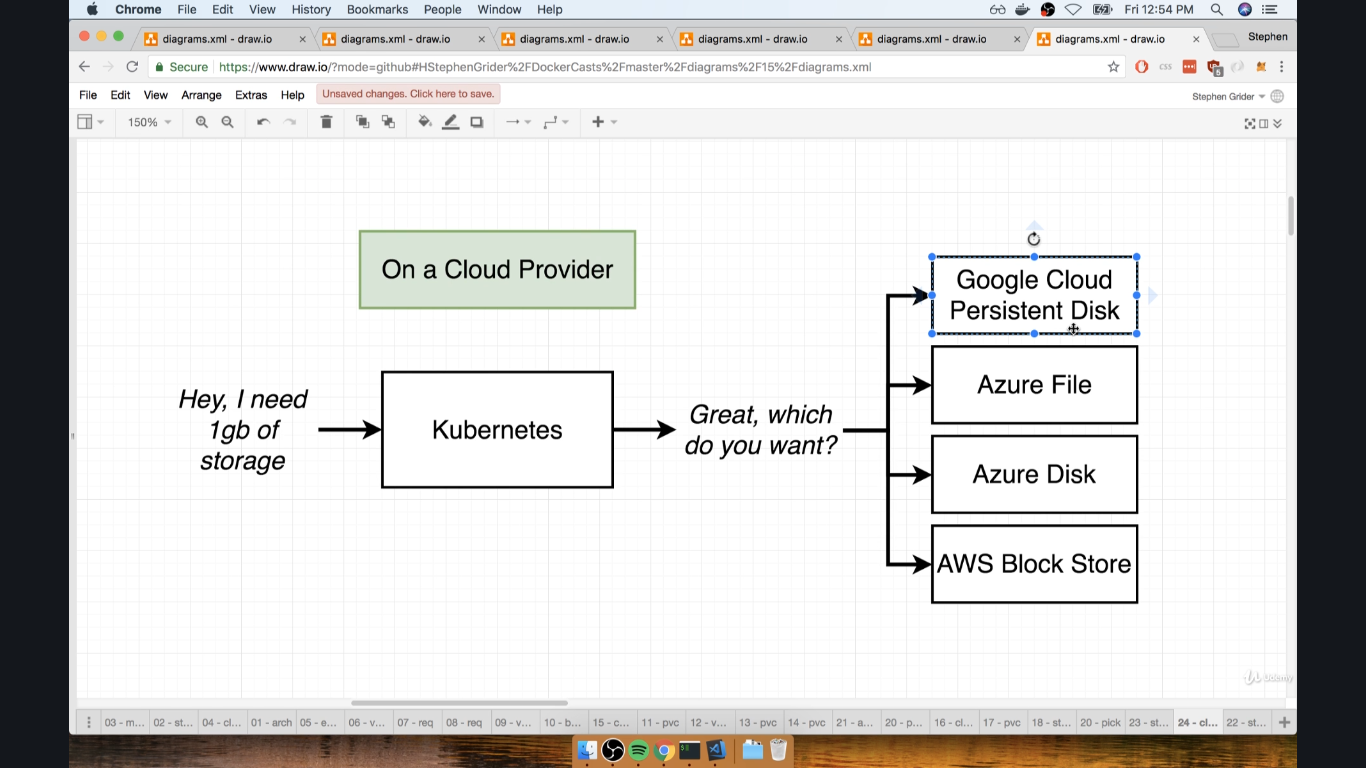 Chrome File Edit View History Bookmarks People Window Help Fri 12:54 PM
diagrams.xml - draw.io diagrams.xml - draw.io diagrams.xml - draw.io diagrams.xml - draw.io diagrams.xml - draw.io diagrams.xml - draw.io Stephen
Secure https://www.draw.io/?mode=github#HStephenGrider%2FDockerCasts%2Fmaster%2Fdiagrams%2F15%2Fdiagrams.xml
File Edit View Arrange Extras Help Unsaved changes. Click here to save. Stephen Grider
150%
On a Cloud Provider
Google Cloud
Persistent Disk
Azure File
Hey, I need
1gb of
storage
Kubernetes
Great, which
do you want?
Azure Disk
AWS Block Store
Udemy
03 - m... 02 - st... 04 - cl... 01 - arch 05 - e... 06 - v... 07 - req 08 - req 09 - v... 10 - b... 15 - c... 11 - pvc 12 - v... 13 - pvc 14 - pvc 21 - a... 20 - p... 16 - cl... 17 - pvc 18 - st... 20 - pick 23 - st... 24 - cl... 22 - st...